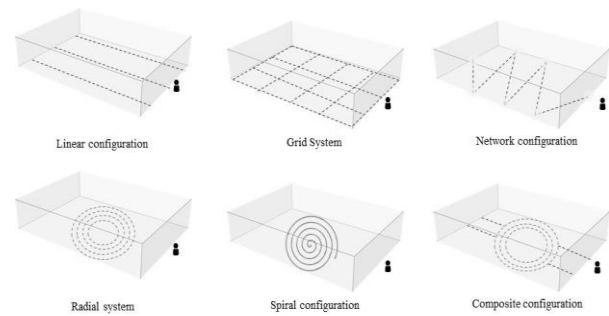 Linear configuration
Grid System
Network configuration
Radial system
Spiral configuration
Composite configuration